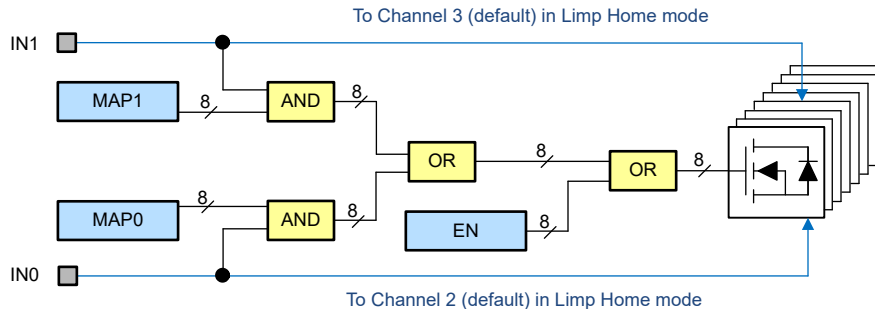 To Channel 3 (default) in Limp Home mode
IN1
MAP1
8
AND
8
OR
8
OR
8
MAP0
8
AND
8
EN
8
IN0
To Channel 2 (default) in Limp Home mode